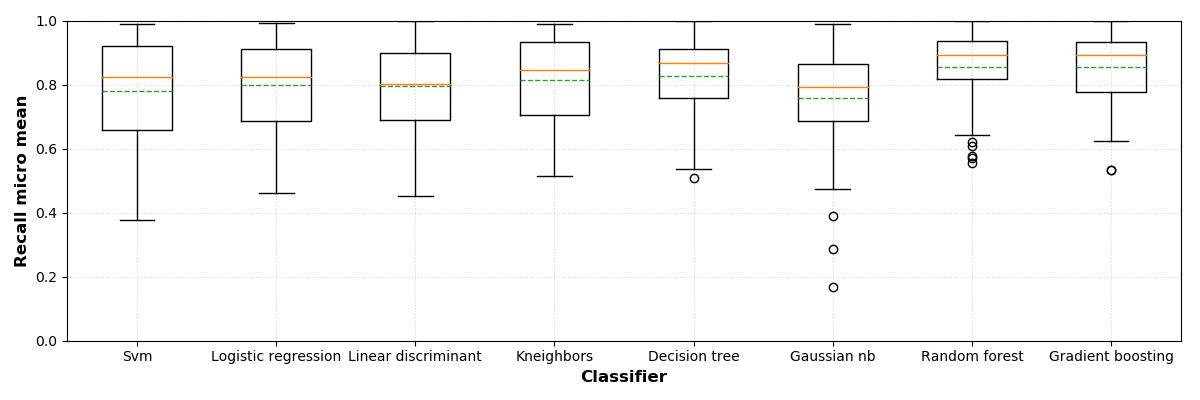 Recall micro mean
1.0
0.8
0.6
0.4
0.2
0.0
Svm Logistic regression Linear discriminant Kneighbors Decision tree Gaussian nb Random forest Gradient boosting
Classifier